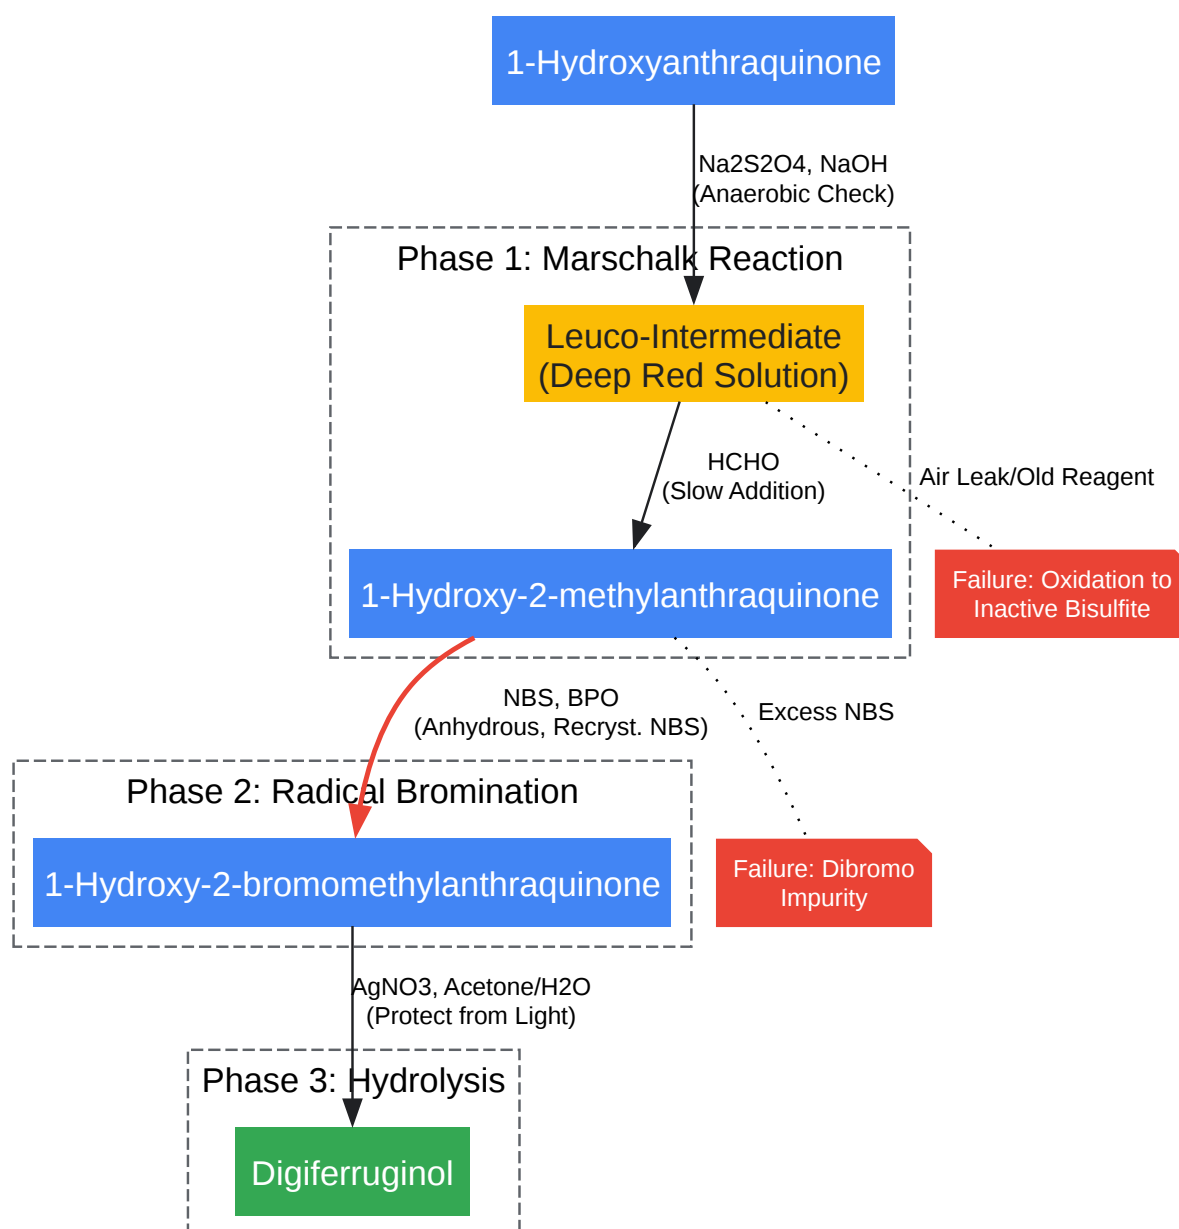 1-Hydroxyanthraquinone
Na2S2O4, NaOH
(Anaerobic Check)
Phase 1: Marschalk Reaction
Leuco-Intermediate
(Deep Red Solution)
HCHO
(Slow Addition)
Air Leak/Old Reagent
1-Hydroxy-2-methylanthraquinone
Failure: Oxidation to
Inactive Bisulfite
NBS, BPO
(Anhydrous, Recryst. NBS)
Excess NBS
Phase 2: Radical Bromination
1-Hydroxy-2-bromomethylanthraquinone
Failure: Dibromo
Impurity
AgNO3, Acetone/H2O
(Protect from Light)
Phase 3: Hydrolysis
Digiferruginol